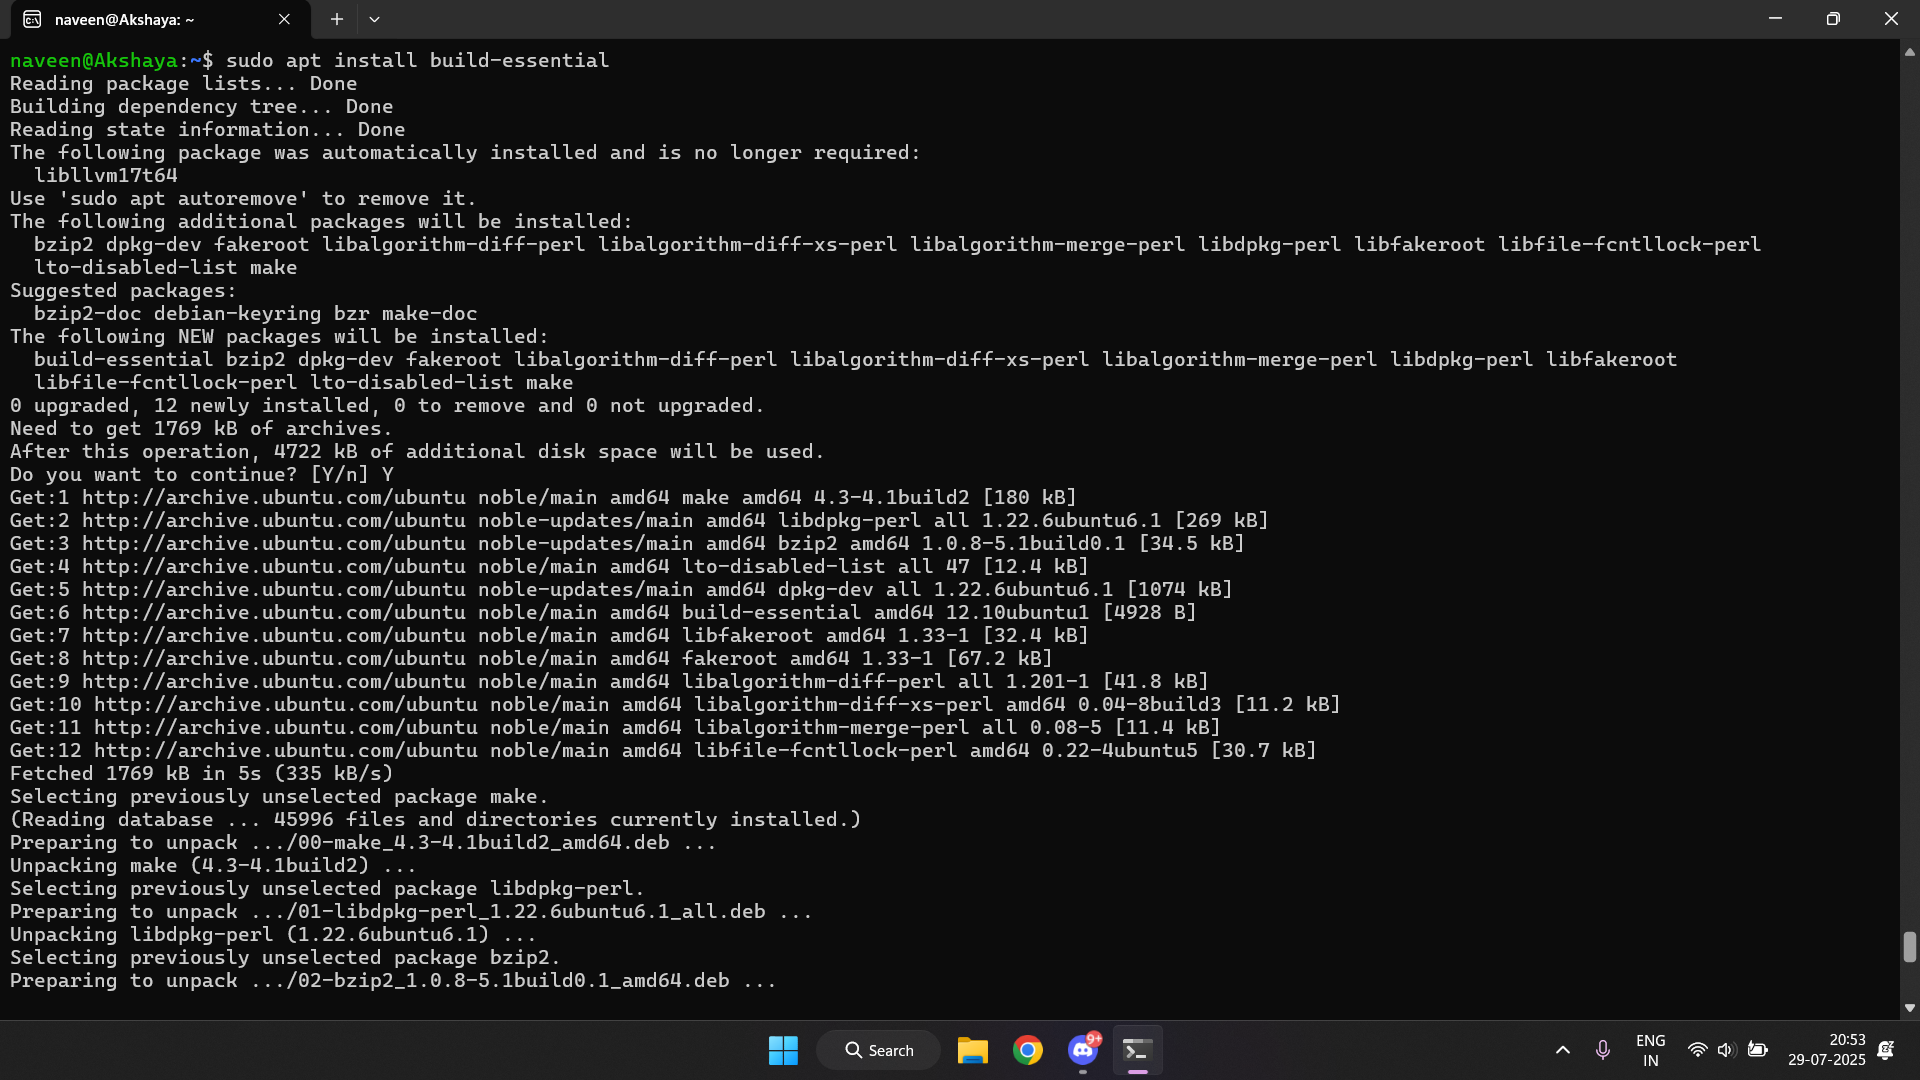 naveen@Akshaya: ~
naveen@Akshaya:~$ sudo apt install build-essential
Reading package lists... Done
Building dependency tree... Done
Reading state information... Done
The following package was automatically installed and is no longer required:
  libllvm17t64
Use 'sudo apt autoremove' to remove it.
The following additional packages will be installed:
  bzip2 dpkg-dev fakeroot libalgorithm-diff-perl libalgorithm-diff-xs-perl libalgorithm-merge-perl libdpkg-perl libfakeroot libfile-fcntllock-perl
  lto-disabled-list make
Suggested packages:
  bzip2-doc debian-keyring bzr make-doc
The following NEW packages will be installed:
  build-essential bzip2 dpkg-dev fakeroot libalgorithm-diff-perl libalgorithm-diff-xs-perl libalgorithm-merge-perl libdpkg-perl libfakeroot
  libfile-fcntllock-perl lto-disabled-list make
0 upgraded, 12 newly installed, 0 to remove and 0 not upgraded.
Need to get 1769 kB of archives.
After this operation, 4722 kB of additional disk space will be used.
Do you want to continue? [Y/n] Y
Get:1 http://archive.ubuntu.com/ubuntu noble/main amd64 make amd64 4.3-4.1build2 [180 kB]
Get:2 http://archive.ubuntu.com/ubuntu noble-updates/main amd64 libdpkg-perl all 1.22.6ubuntu6.1 [269 kB]
Get:3 http://archive.ubuntu.com/ubuntu noble-updates/main amd64 bzip2 amd64 1.0.8-5.1build0.1 [34.5 kB]
Get:4 http://archive.ubuntu.com/ubuntu noble/main amd64 lto-disabled-list all 47 [12.4 kB]
Get:5 http://archive.ubuntu.com/ubuntu noble-updates/main amd64 dpkg-dev all 1.22.6ubuntu6.1 [1074 kB]
Get:6 http://archive.ubuntu.com/ubuntu noble/main amd64 build-essential amd64 12.10ubuntu1 [4928 B]
Get:7 http://archive.ubuntu.com/ubuntu noble/main amd64 libfakeroot amd64 1.33-1 [32.4 kB]
Get:8 http://archive.ubuntu.com/ubuntu noble/main amd64 fakeroot amd64 1.33-1 [67.2 kB]
Get:9 http://archive.ubuntu.com/ubuntu noble/main amd64 libalgorithm-diff-perl all 1.201-1 [41.8 kB]
Get:10 http://archive.ubuntu.com/ubuntu noble/main amd64 libalgorithm-diff-xs-perl amd64 0.04-8build3 [11.2 kB]
Get:11 http://archive.ubuntu.com/ubuntu noble/main amd64 libalgorithm-merge-perl all 0.08-5 [11.4 kB]
Get:12 http://archive.ubuntu.com/ubuntu noble/main amd64 libfile-fcntllock-perl amd64 0.22-4ubuntu5 [30.7 kB]
Fetched 1769 kB in 5s (335 kB/s)
Selecting previously unselected package make.
(Reading database ... 45996 files and directories currently installed.)
Preparing to unpack .../00-make_4.3-4.1build2_amd64.deb ...
Unpacking make (4.3-4.1build2) ...
Selecting previously unselected package libdpkg-perl.
Preparing to unpack .../01-libdpkg-perl_1.22.6ubuntu6.1_all.deb ...
Unpacking libdpkg-perl (1.22.6ubuntu6.1) ...
Selecting previously unselected package bzip2.
Preparing to unpack .../02-bzip2_1.0.8-5.1build0.1_amd64.deb ...
Search
9+
ENG
IN
20:53
29-07-2025